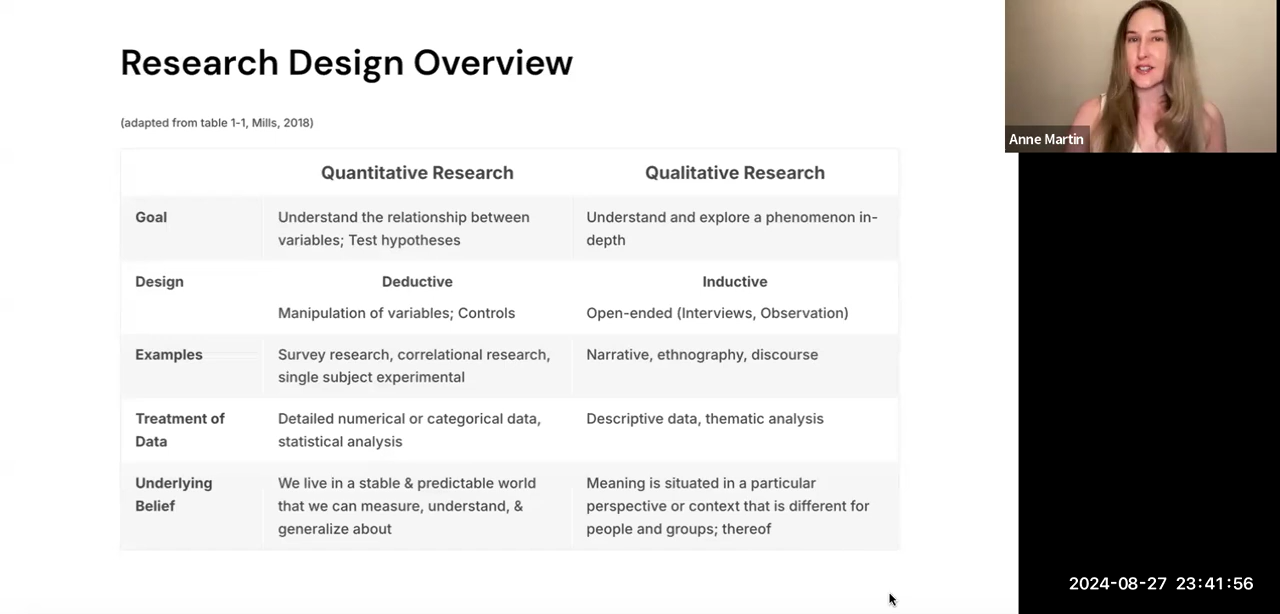 Research Design Overview
(adapted from table 1-1, Mills, 2018)
Quantitative Research
Qualitative Research
Goal
Understand the relationship between
variables; Test hypotheses
Understand and explore a phenomenon in-
depth
Design
Deductive
Manipulation of variables; Controls
Inductive
Open-ended (Interviews, Observation)
Examples
Survey research, correlational research,
single subject experimental
Narrative, ethnography, discourse
Treatment of
Data
Detailed numerical or categorical data,
statistical analysis
Descriptive data, thematic analysis
Underlying
Belief
We live in a stable & predictable world
that we can measure, understand, &
generalize about
Meaning is situated in a particular
perspective or context that is different for
people and groups; thereof
Anne Martin
2024-08-27 23:41:56